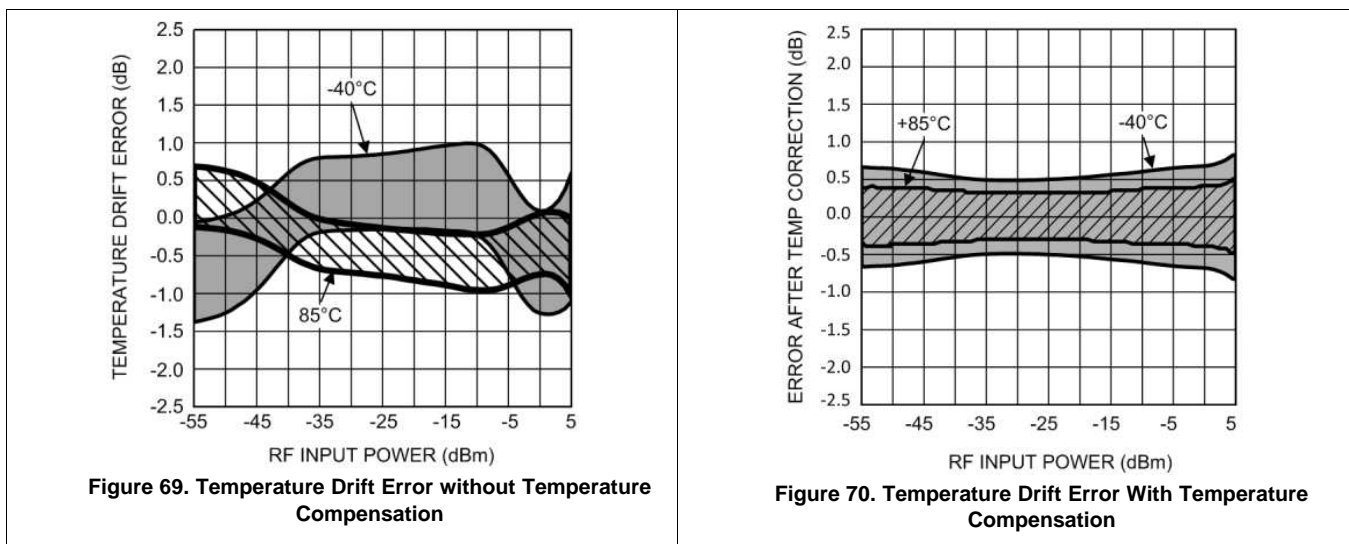 TEMPERATURE DRIFT ERROR (dB)
2.5
2.0
1.5
1.0
0.5
0.0
-0.5
-1.0
-1.5
-2.0
-2.5
-40°C
85°C
-55 -45 -35 -25 -15 -5 5
RF INPUT POWER (dBm)
Figure 69. Temperature Drift Error without Temperature
Compensation
ERROR AFTER TEMP CORRECTION (dB)
2.5
2.0
1.5
1.0
0.5
0.0
-0.5
-1.0
-1.5
-2.0
-2.5
+85°C
-40°C
-55 -45 -35 -25 -15 -5 5
RF INPUT POWER (dBm)
Figure 70. Temperature Drift Error With Temperature
Compensation